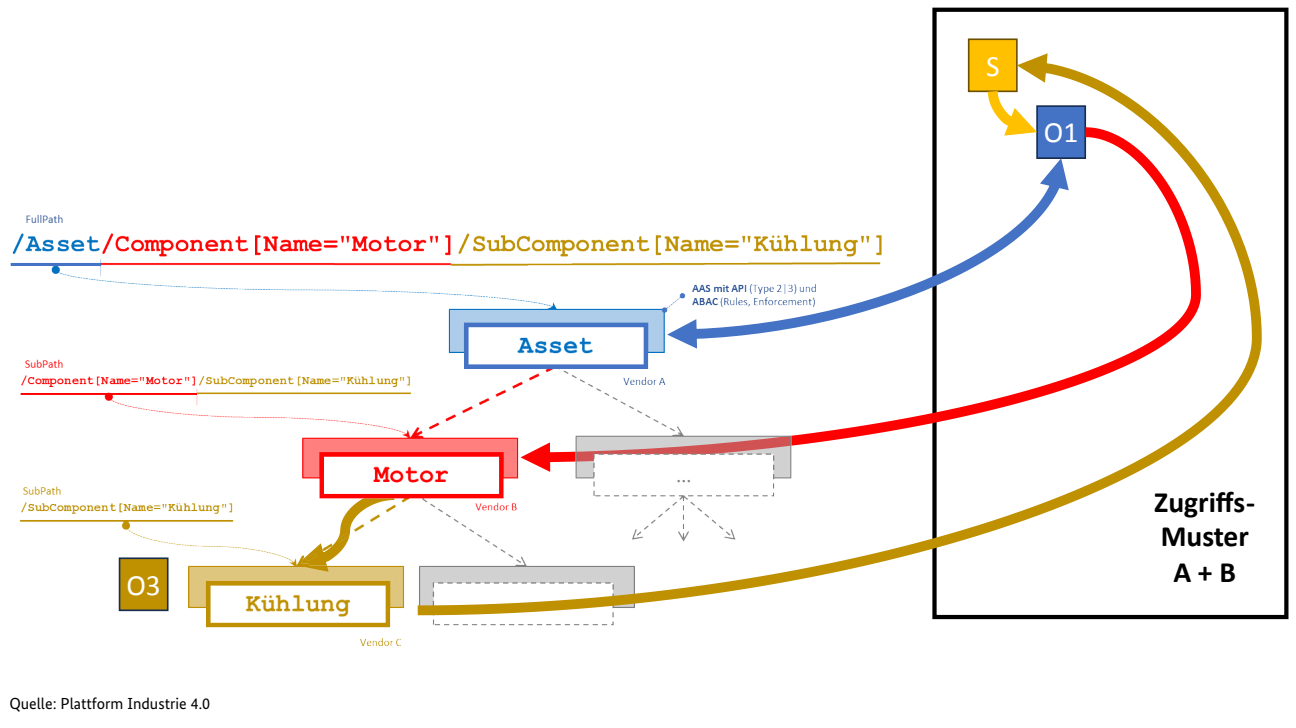 S
O1
FullPath
/Asset/Component[Name="Motor"]/SubComponent[Name="Kühlung"]
AAS mit API (Type 2|3) und
ABAC (Rules, Enforcement)
Asset
Vendor A
SubPath
/Component[Name="Motor"]/SubComponent[Name="Kühlung"]
Motor
Vendor B
...
SubPath
/SubComponent[Name="Kühlung"]
Zugriffs-
Muster
A + B
O3
Kühlung
Vendor C
Quelle: Plattform Industrie 4.0